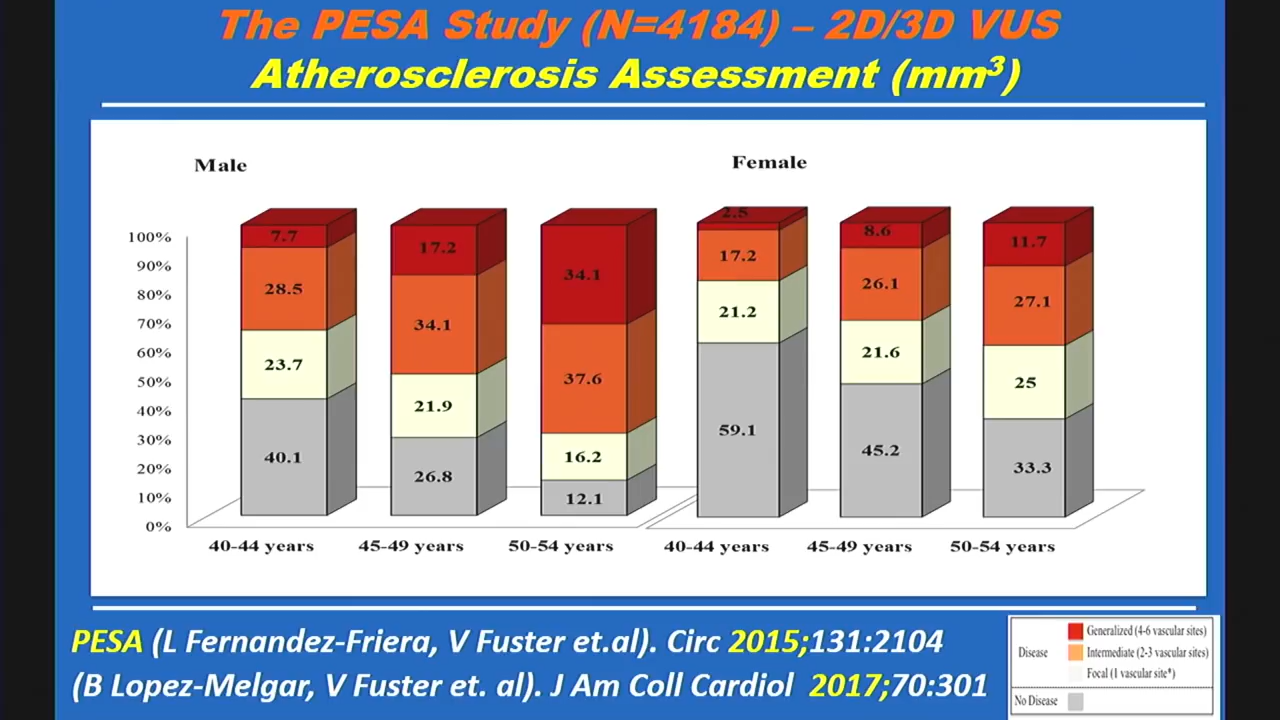 The PESA Study (N=4184) – 2D/3D VUS
Atherosclerosis Assessment (mm³)
Male
Female
100%
90%
80%
70%
60%
50%
40%
30%
20%
10%
0%
7.7
28.5
23.7
40.1
17.2
34.1
21.9
26.8
34.1
37.6
16.2
12.1
2.5
17.2
21.2
59.1
8.6
26.1
21.6
45.2
11.7
27.1
25
33.3
40-44 years
45-49 years
50-54 years
40-44 years
45-49 years
50-54 years
PESA (L Fernandez-Friera, V Fuster et.al). Circ 2015;131:2104
(B Lopez-Melgar, V Fuster et. al). J Am Coll Cardiol 2017;70:301
Disease
Generalized (4-6 vascular sites)
Intermediate (2-3 vascular sites)
Focal (1 vascular site*)
No Disease